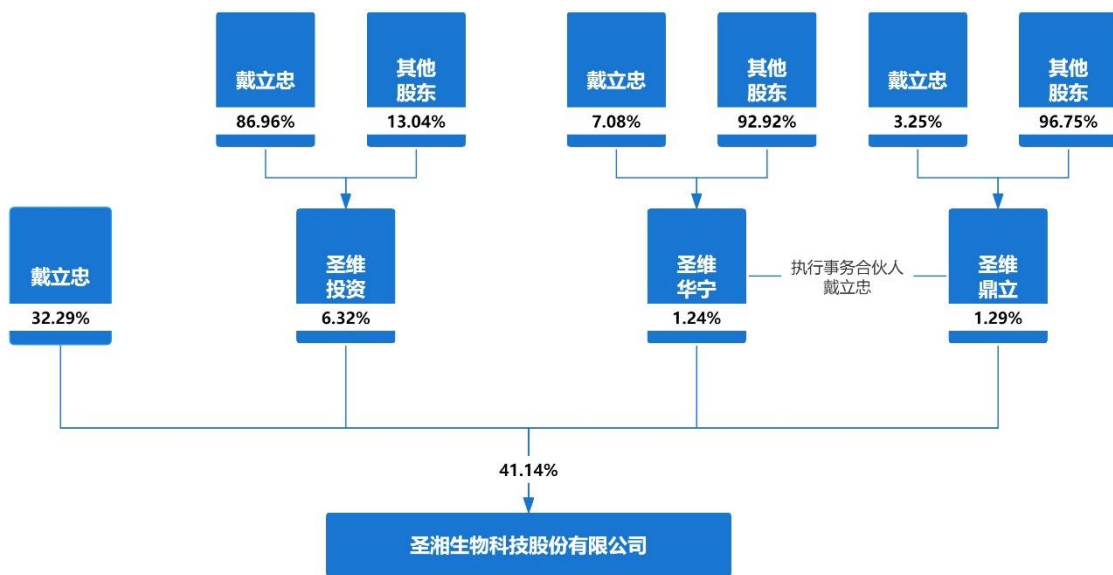 戴立忠
86.96%
其他
股东
13.04%
戴立忠
7.08%
其他
股东
92.92%
戴立忠
3.25%
其他
股东
96.75%
戴立忠
32.29%
圣维
投资
6.32%
圣维
华宁
1.24%
执行事务合伙人
戴立忠
圣维
鼎立
1.29%
41.14%
圣湘生物科技股份有限公司